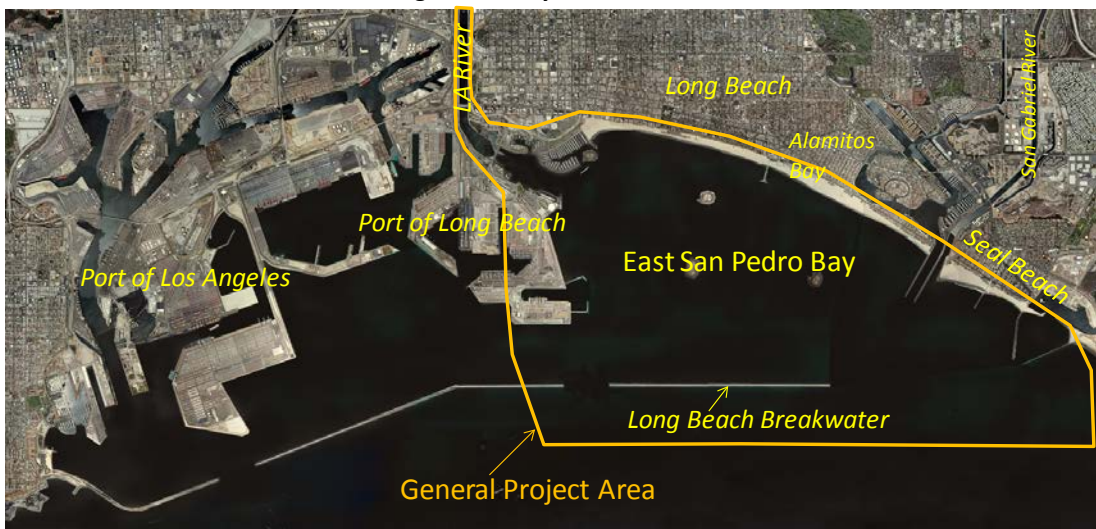 LA River
Long Beach
San Gabriel River
Alamitos
Bay
Port of Long Beach
Seal Beach
East San Pedro Bay
Port of Los Angeles
Long Beach Breakwater
General Project Area